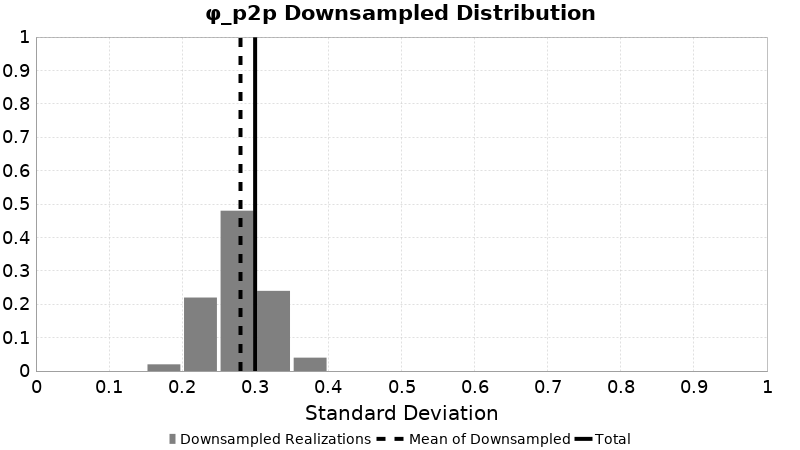 φ_p2p Downsampled Distribution
1
0.9
0.8
0.7
0.6
0.5
0.4
0.3
0.2
0.1
0
0 0.1 0.2 0.3 0.4 0.5 0.6 0.7 0.8 0.9 1
Standard Deviation
Downsampled Realizations Mean of Downsampled Total